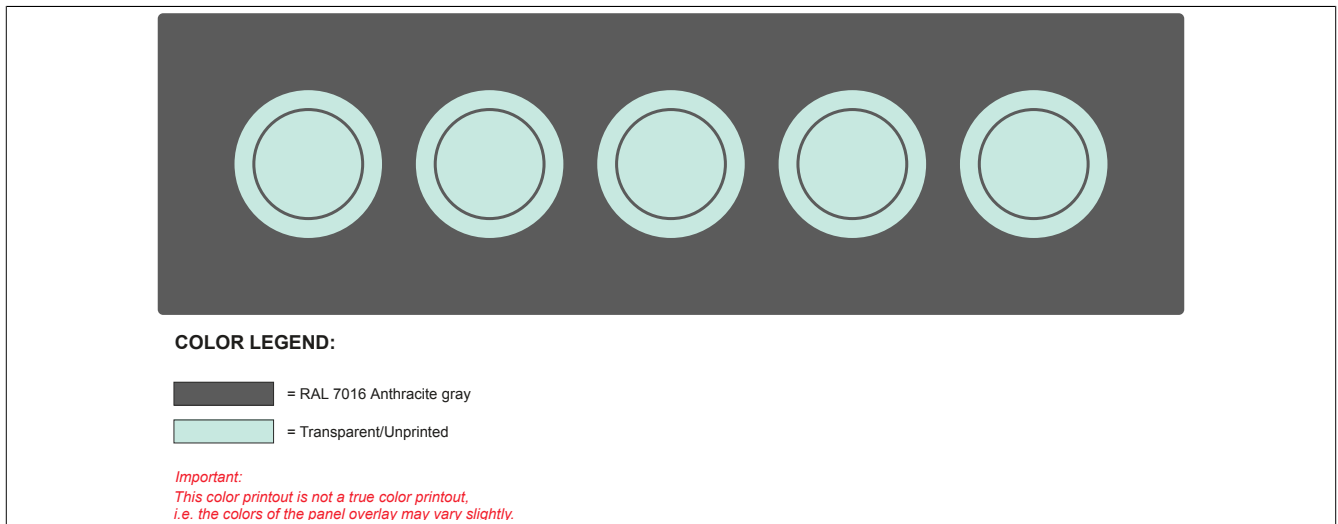 COLOR LEGEND:
= RAL 7016 Anthracite gray
= Transparent/Unprinted
Important:
This color printout is not a true color printout,
i.e. the colors of the panel overlay may vary slightly.